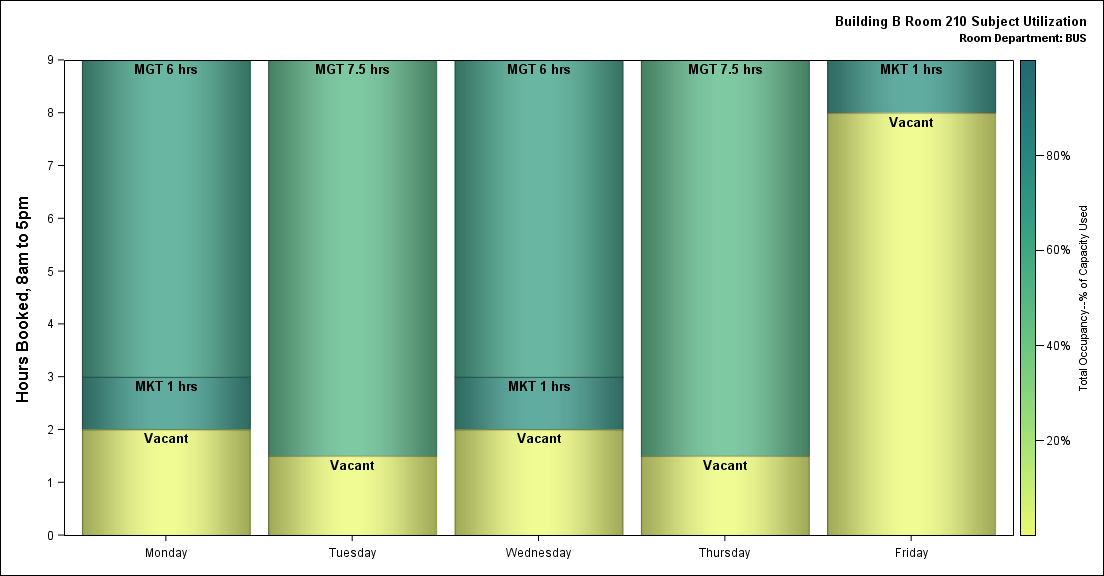 Building B Room 210 Subject Utilization
Room Department: BUS
Hours Booked, 8am to 5pm
9
8
7
6
5
4
3
2
1
0
MGT 6 hrs
MKT 1 hrs
Vacant
MGT 7.5 hrs
Vacant
MGT 6 hrs
MKT 1 hrs
Vacant
MGT 7.5 hrs
Vacant
MKT 1 hrs
Vacant
Monday
Tuesday
Wednesday
Thursday
Friday
80%
60%
40%
20%
Total Occupancy--% of Capacity Used